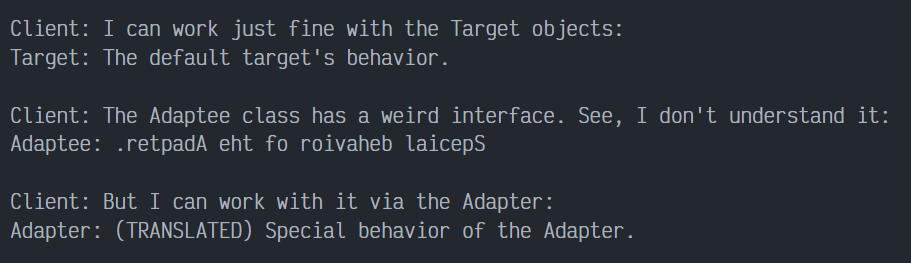 Client: I can work just fine with the Target objects:
Target: The default target's behavior.
Client: The Adaptee class has a weird interface. See, I don't understand it:
Adaptee: .retpadA eht fo roivaheb laicepS
Client: But I can work with it via the Adapter:
Adapter: (TRANSLATED) Special behavior of the Adapter.